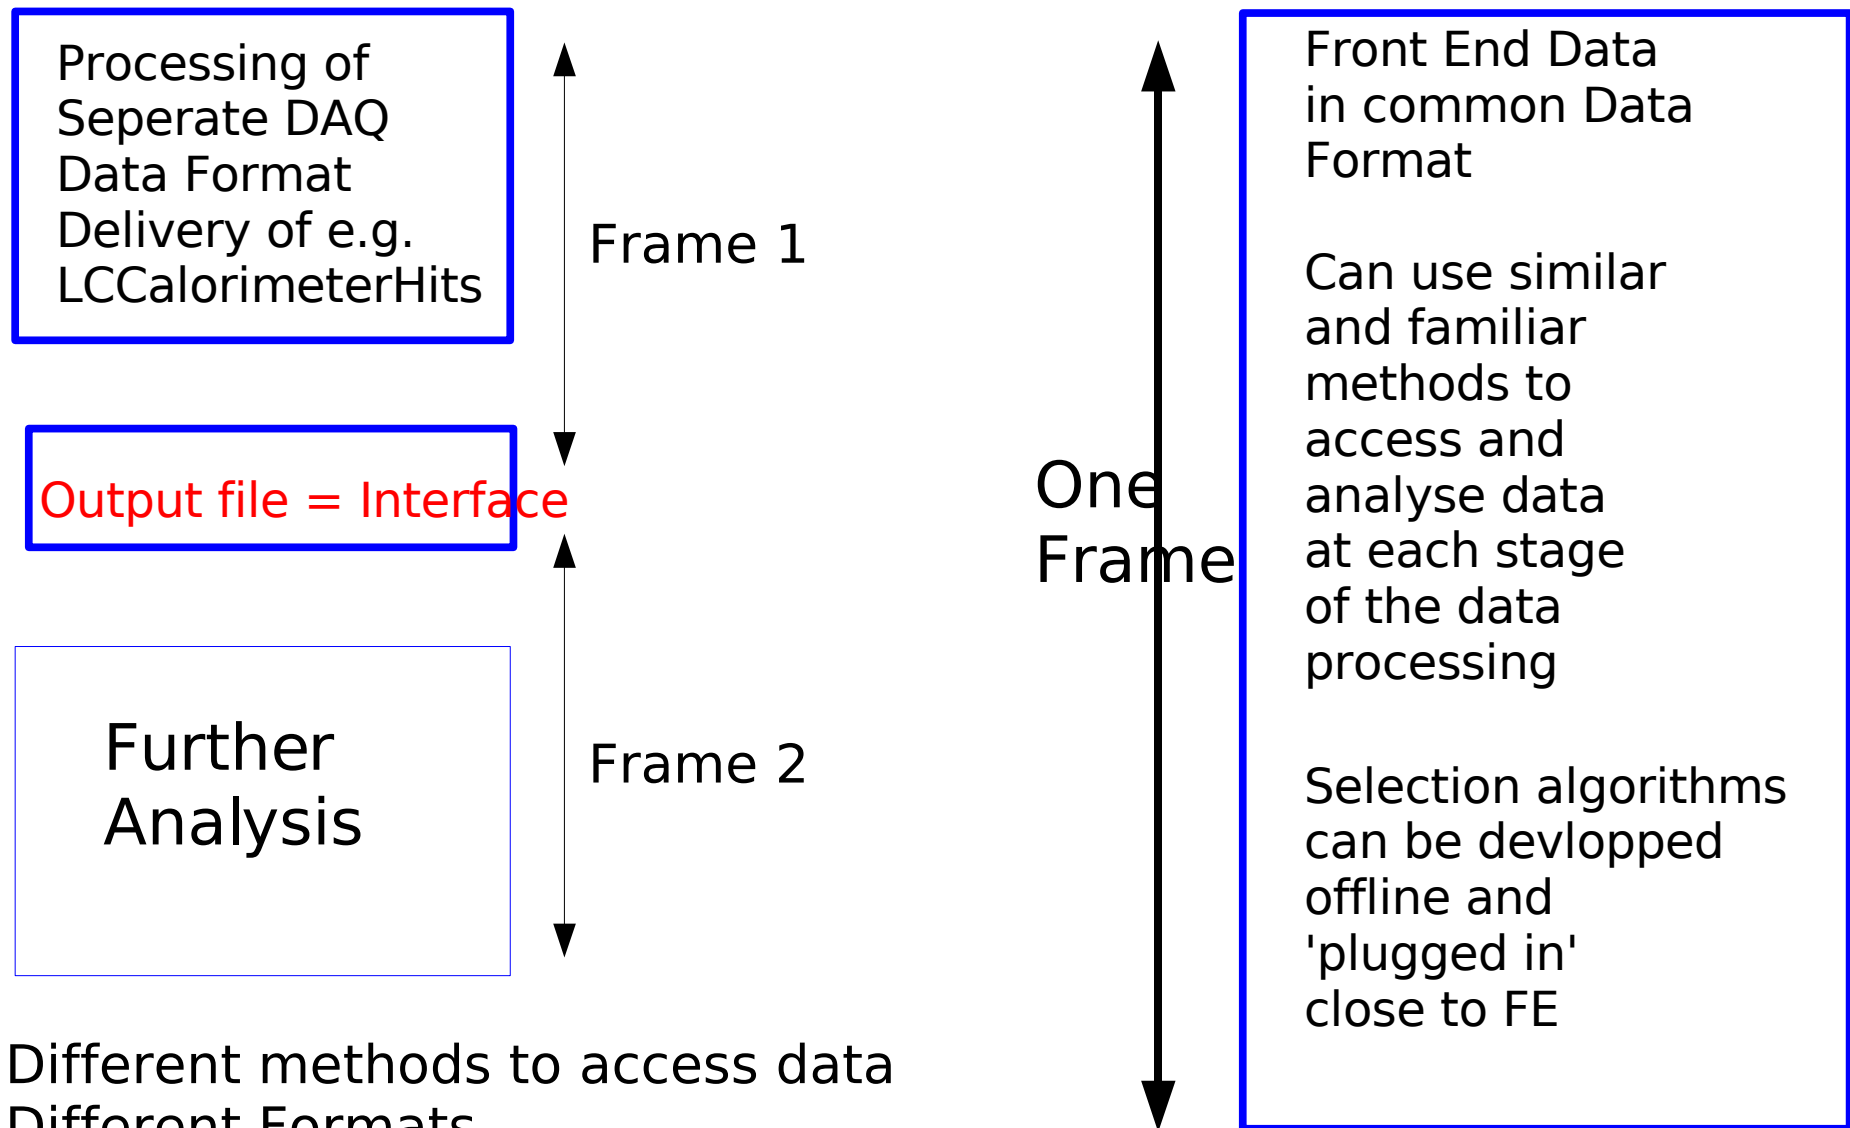 Processing of
Seperate DAQ
Data Format
Delivery of e.g.
LCCalorimeterHits
Frame 1
Output file = Interface
Further
Analysis
Frame 2
Different methods to access data
Different Formats
One
Frame
Front End Data
in common Data
Format
Can use similar
and familiar
methods to
access and
analyse data
at each stage
of the data
processing
Selection algorithms
can be devlopped
offline and
'plugged in'
close to FE